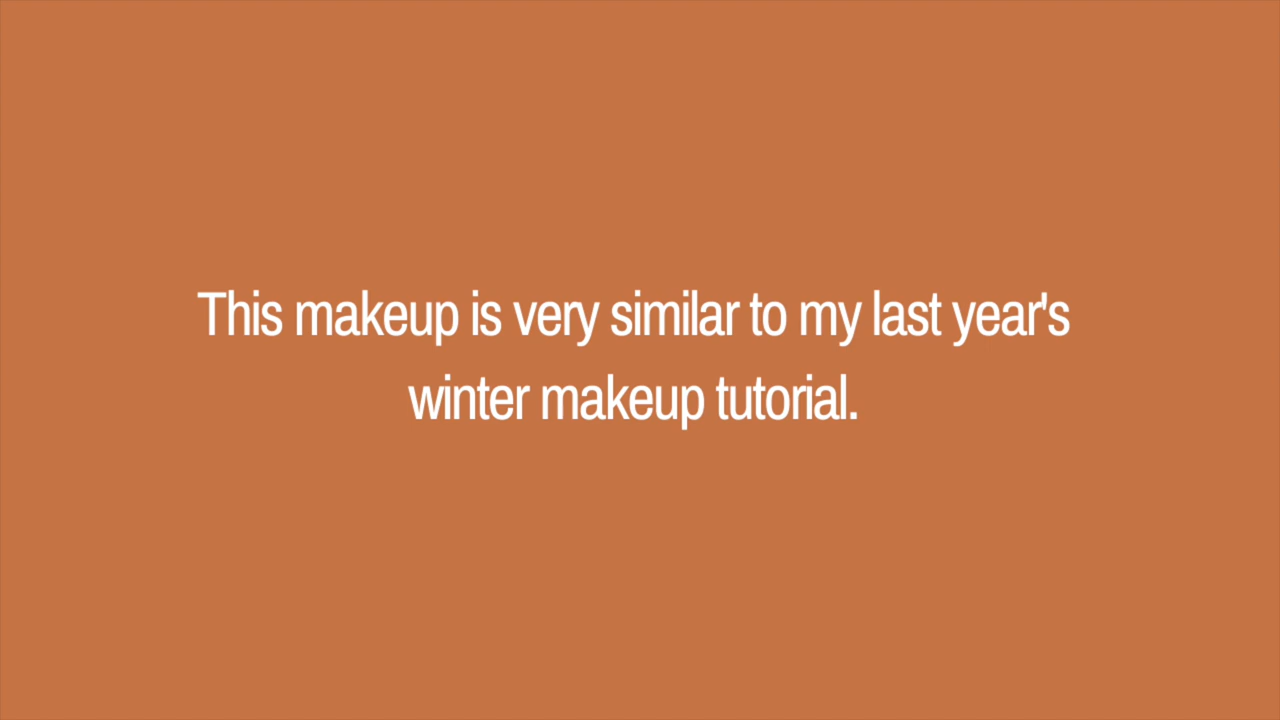 This makeup is very similar to my last year's
winter makeup tutorial.